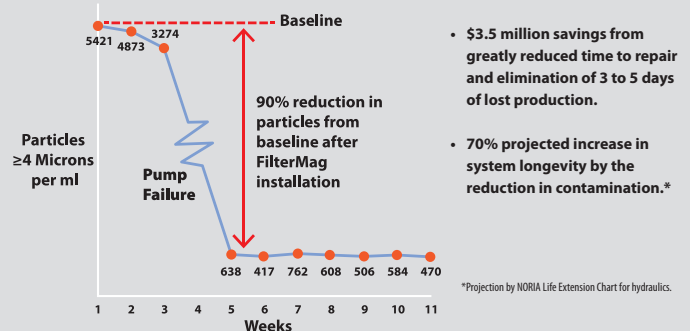 Baseline
5421
4873
3274
Particles
≥4 Microns
per ml
Pump
Failure
90% reduction in
particles from
baseline after
FilterMag
installation
638 417 762 608 506 584 470
1 2 3 4 5 6 7 8 9 10 11
Weeks
• $3.5 million savings from
greatly reduced time to repair
and elimination of 3 to 5 days
of lost production.
• 70% projected increase in
system longevity by the
reduction in contamination.*
*Projection by NORIA Life Extension Chart for hydraulics.